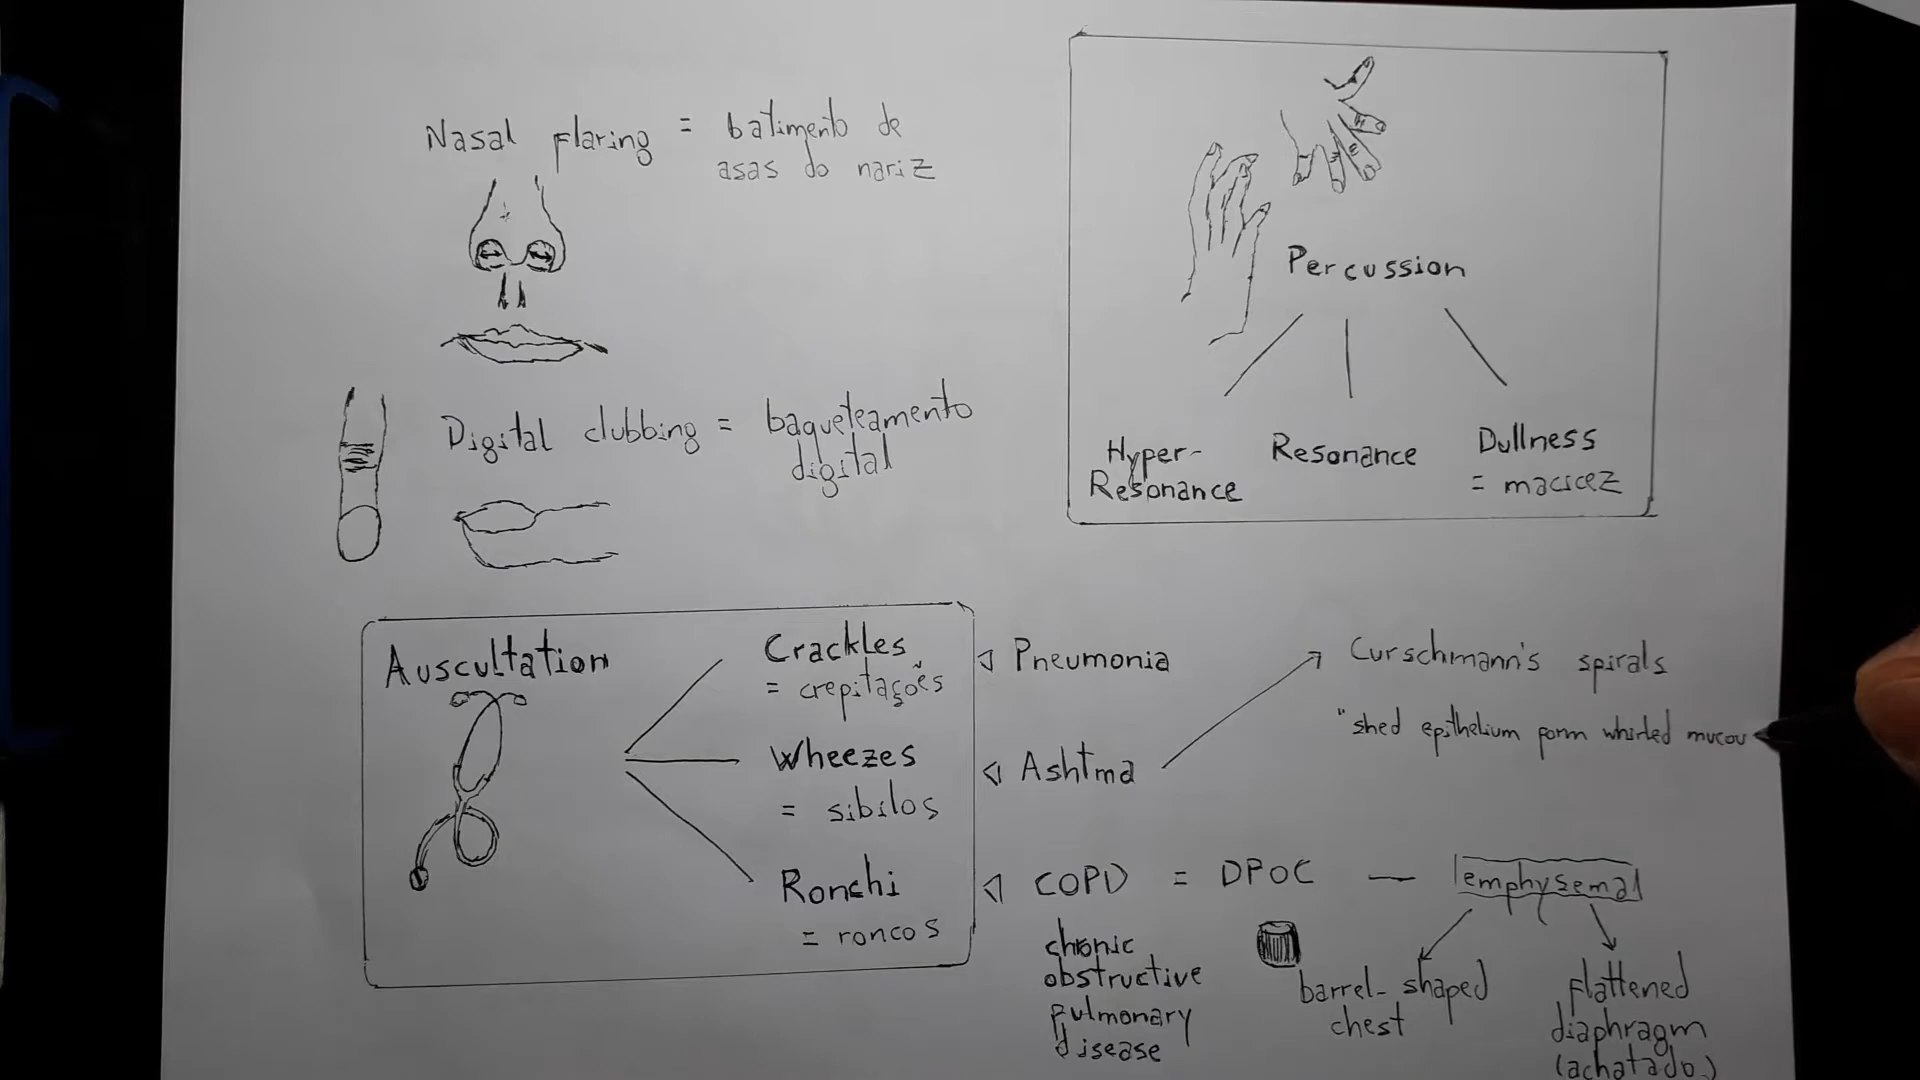 Nasal flaring = batimento de
asas do nariz
Digital clubbing = baqueteamento
digital
Percussion
Hyper-
Resonance
Resonance
Dullness
= macicez
Auscultation
Crackles
= crepitações
Wheezes
= sibilos
Ronchi
= roncos
◁ Pneumonia
◁ Ashtma
Curschmann's spirals
"shed epithelium form whirled mucou
◁ COPD = DPOC — emphysema
chronic
obstructive
pulmonary
disease
barrel-shaped
chest
flattened
diaphragm
(achatado)